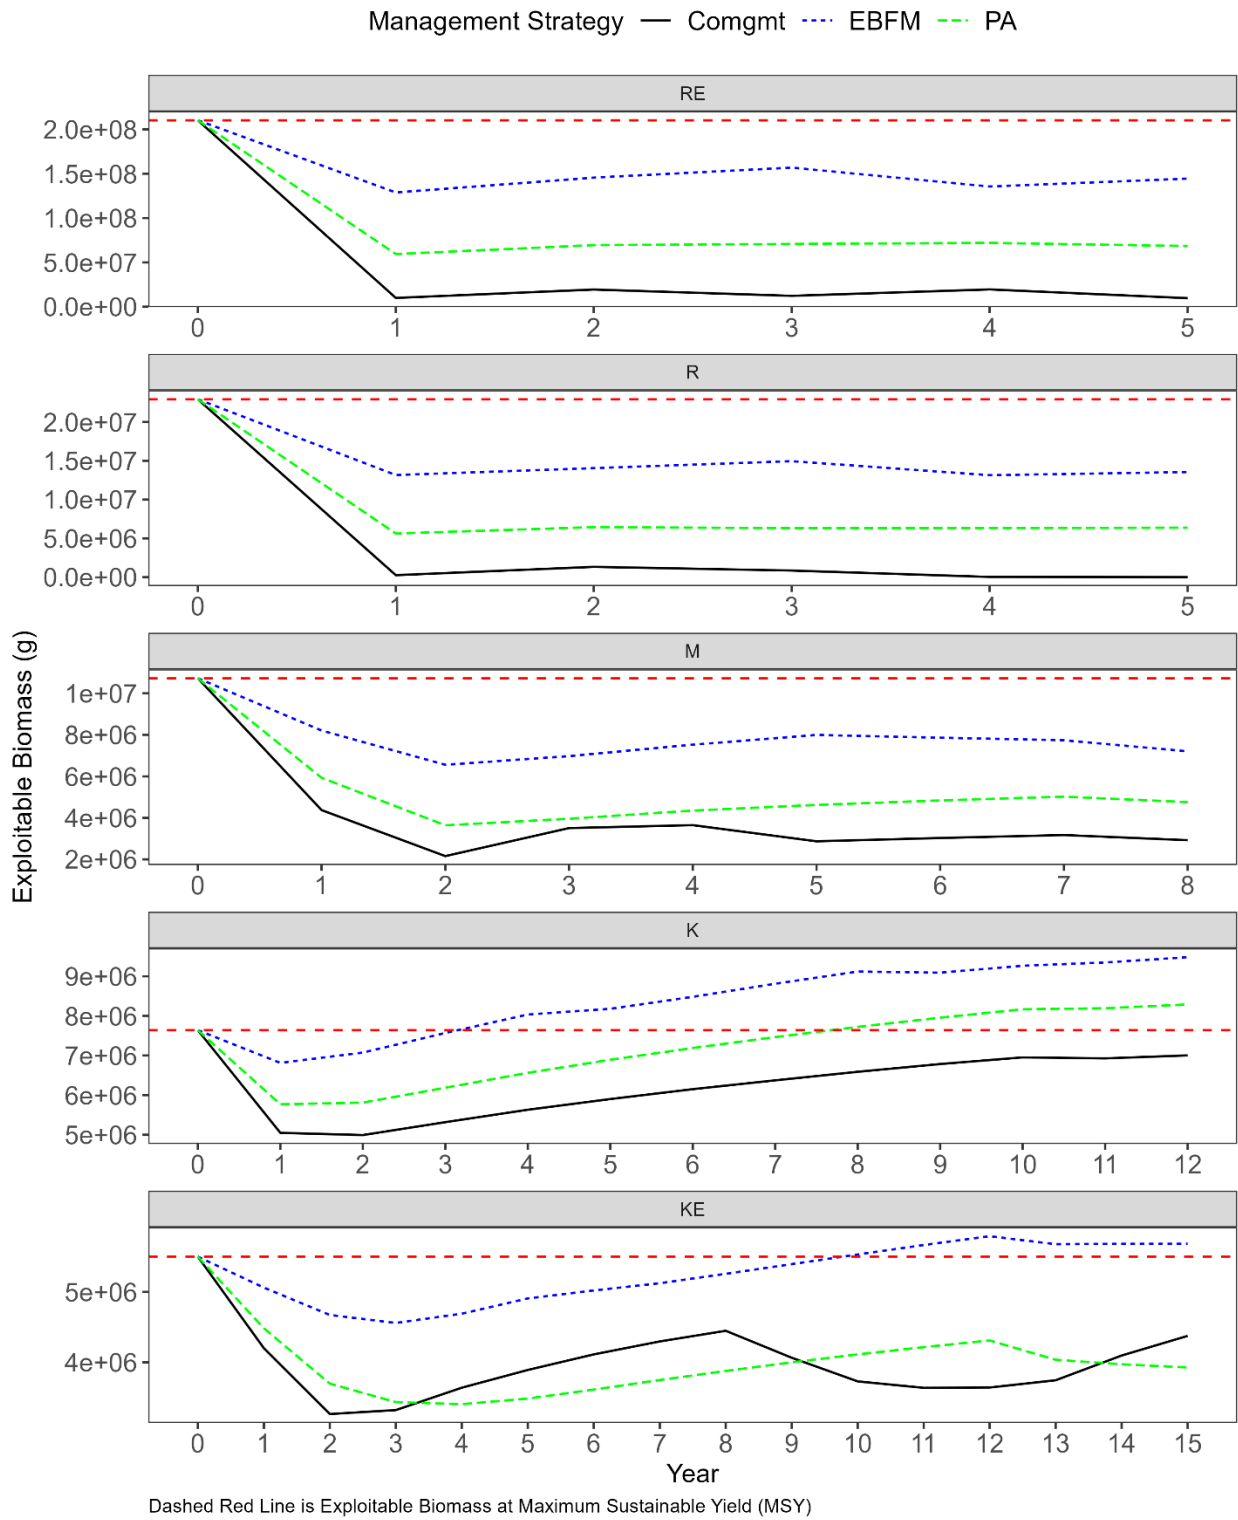 Management Strategy Comgmt EBFM PA
RE
2.0e+08
1.5e+08
1.0e+08
5.0e+07
0.0e+00
0 1 2 3 4 5
R
2.0e+07
1.5e+07
1.0e+07
5.0e+06
0.0e+00
0 1 2 3 4 5
Exploitable Biomass (g)
M
1e+07
8e+06
6e+06
4e+06
2e+06
0 1 2 3 4 5 6 7 8
K
9e+06
8e+06
7e+06
6e+06
5e+06
0 1 2 3 4 5 6 7 8 9 10 11 12
KE
5e+06
4e+06
0 1 2 3 4 5 6 7 8 9 10 11 12 13 14 15
Year
Dashed Red Line is Exploitable Biomass at Maximum Sustainable Yield (MSY)